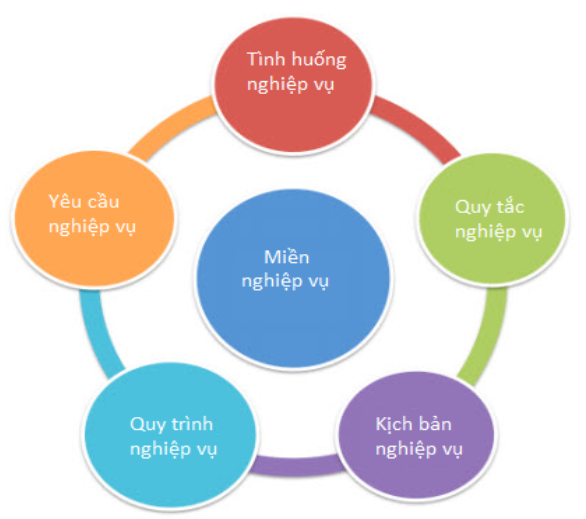 Tình huống
nghiệp vụ
Yêu cầu
nghiệp vụ
Quy tắc
nghiệp vụ
Miền
nghiệp vụ
Quy trình
nghiệp vụ
Kịch bản
nghiệp vụ